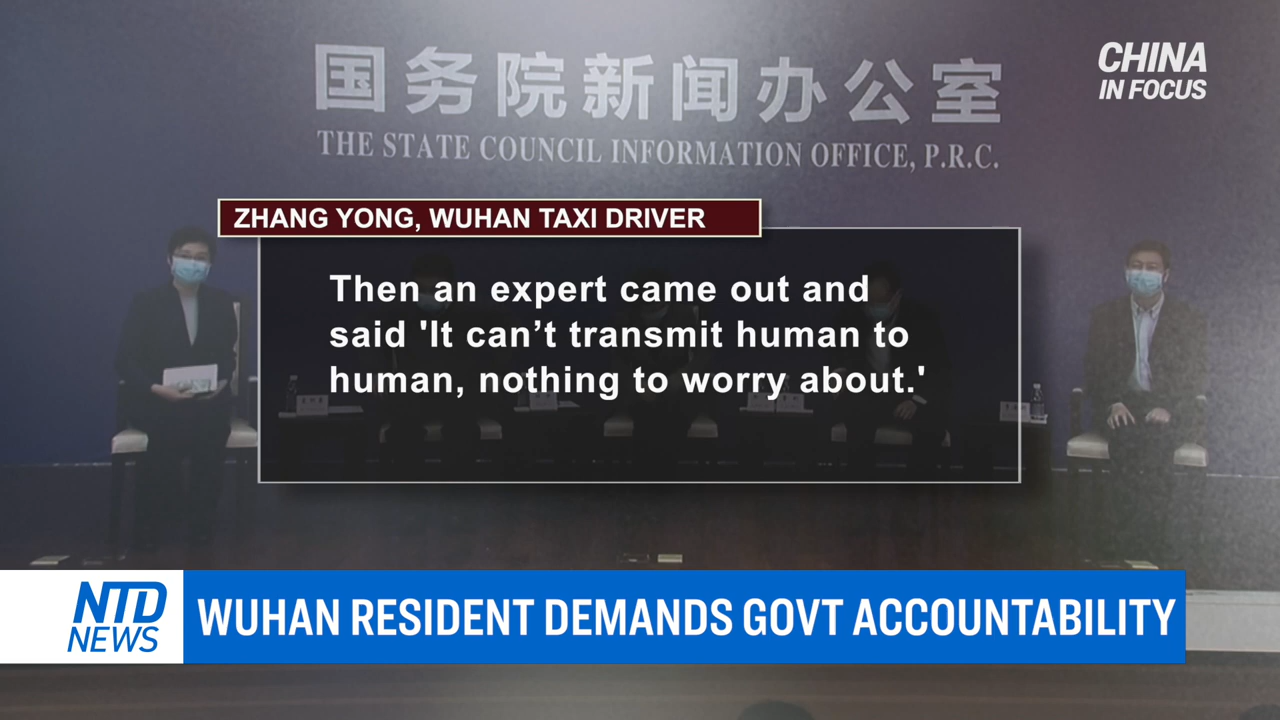 国务院新闻办公室
THE STATE COUNCIL INFORMATION OFFICE, P.R.C.
CHINA
IN FOCUS
ZHANG YONG, WUHAN TAXI DRIVER
Then an expert came out and
said 'It can’t transmit human to
human, nothing to worry about.'
NTD
NEWS
WUHAN RESIDENT DEMANDS GOVT ACCOUNTABILITY